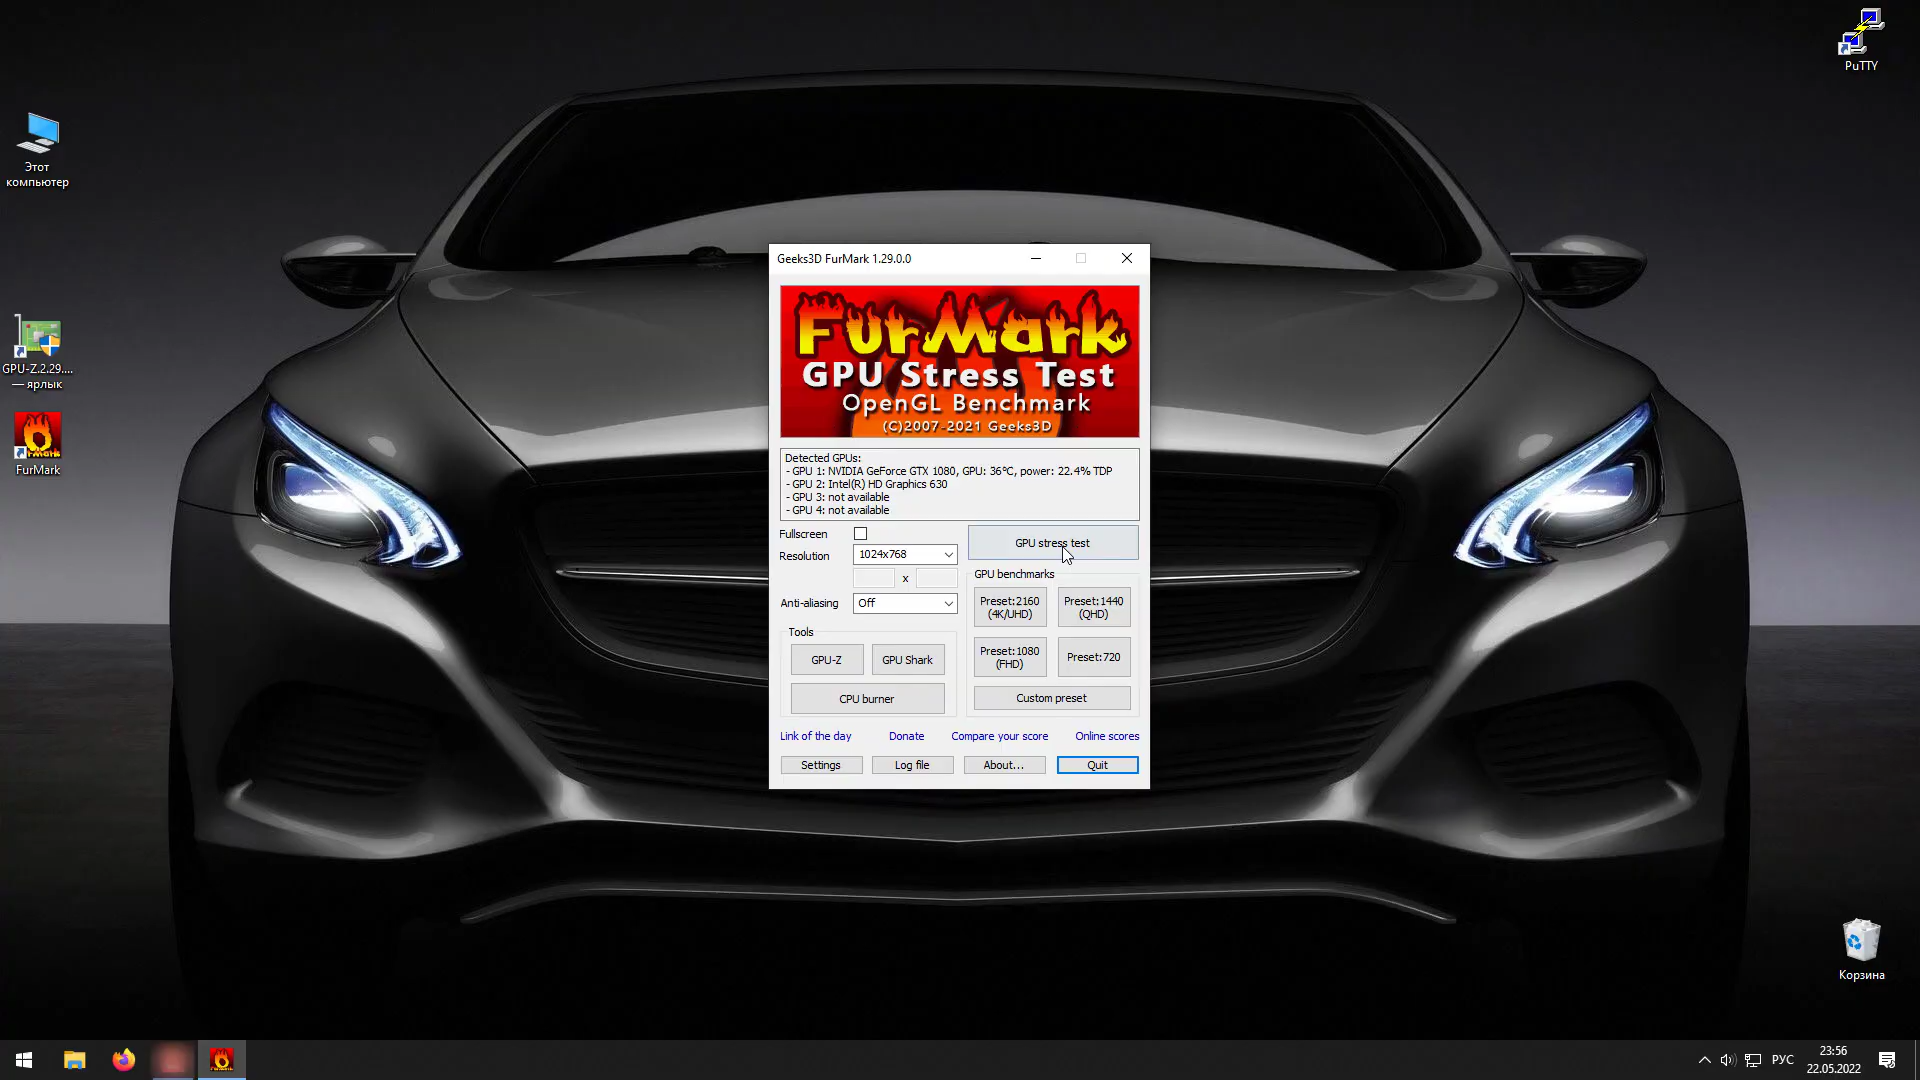 PuTTY
Этот
компьютер
GPU-Z.2.29....
— ярлык
FurMark
FurMark
Geeks3D FurMark 1.29.0.0
FurMark
GPU Stress Test
OpenGL Benchmark
(C)2007-2021 Geeks3D
Detected GPUs:
- GPU 1: NVIDIA GeForce GTX 1080, GPU: 36°C, power: 22.4% TDP
- GPU 2: Intel(R) HD Graphics 630
- GPU 3: not available
- GPU 4: not available
Fullscreen
GPU stress test
Resolution
1024x768
x
GPU benchmarks
Anti-aliasing
Off
Preset:2160
(4K/UHD)
Preset:1440
(QHD)
Tools
GPU-Z
GPU Shark
Preset:1080
(FHD)
Preset:720
CPU burner
Custom preset
Link of the day
Donate
Compare your score
Online scores
Settings
Log file
About...
Quit
Корзина
РУС
23:56
22.05.2022